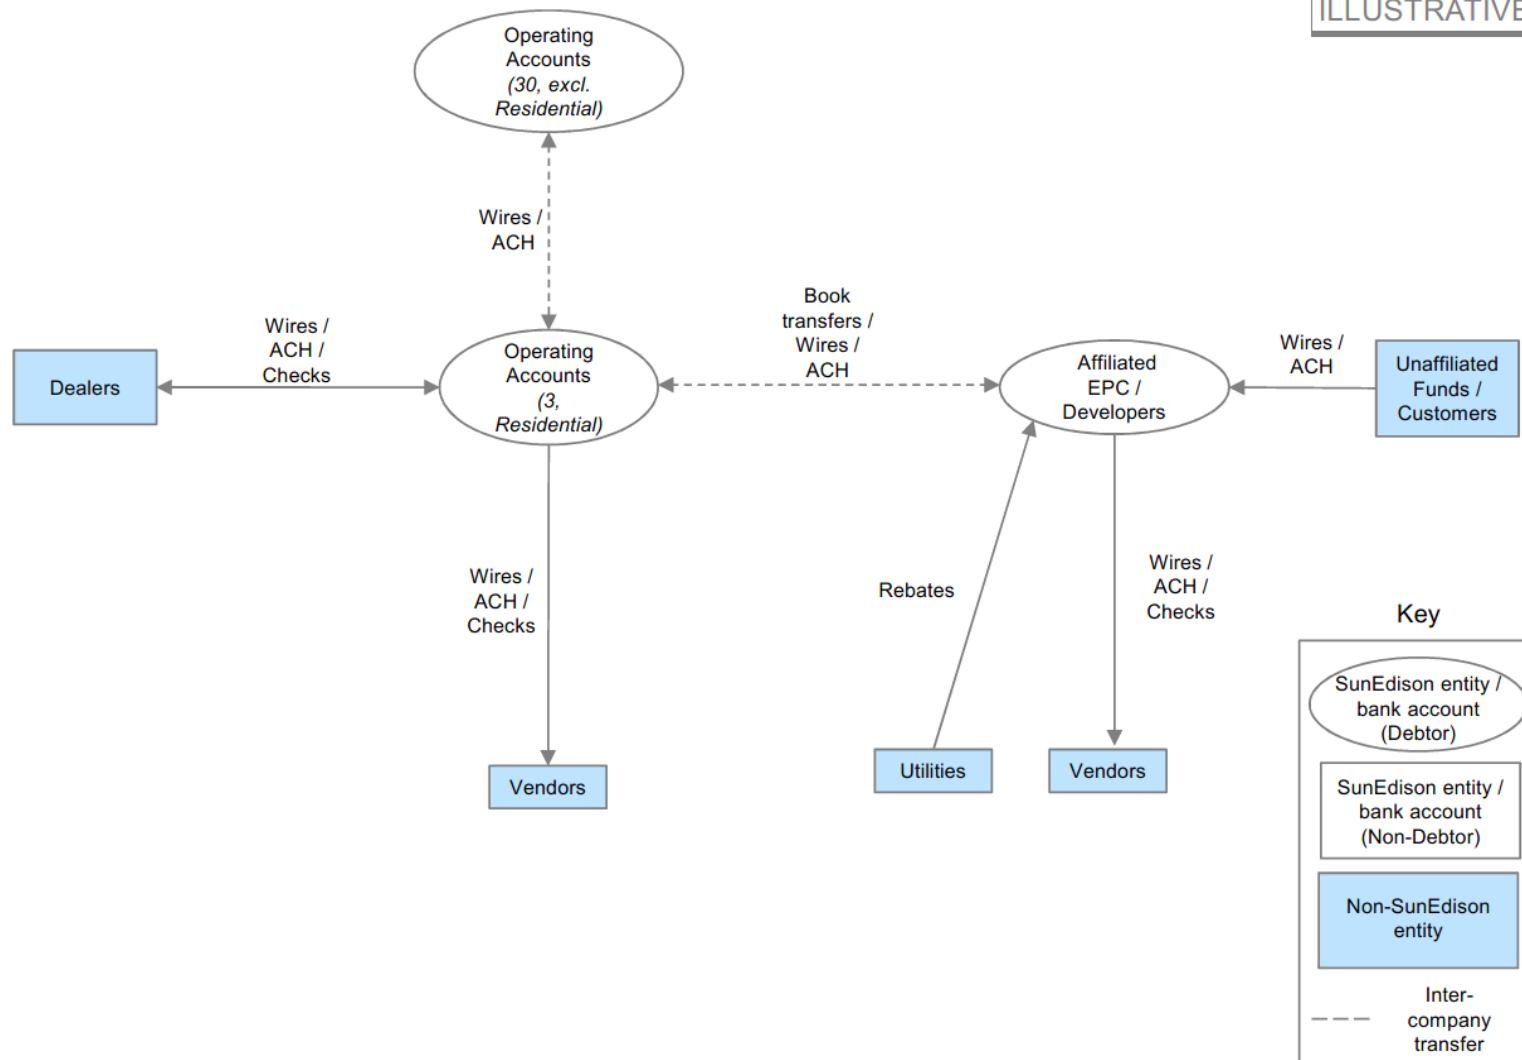 ILLUSTRATIVE
Operating
Accounts
(30, excl.
Residential)
Wires /
ACH
Wires /
ACH /
Checks
Dealers
Operating
Accounts
(3,
Residential)
Book
transfers /
Wires /
ACH
Affiliated
EPC /
Developers
Wires /
ACH
Unaffiliated
Funds /
Customers
Wires /
ACH /
Checks
Rebates
Wires /
ACH /
Checks
Vendors
Utilities
Vendors
Key
SunEdison entity /
bank account
(Debtor)
SunEdison entity /
bank account
(Non-Debtor)
Non-SunEdison
entity
Inter-
company
transfer